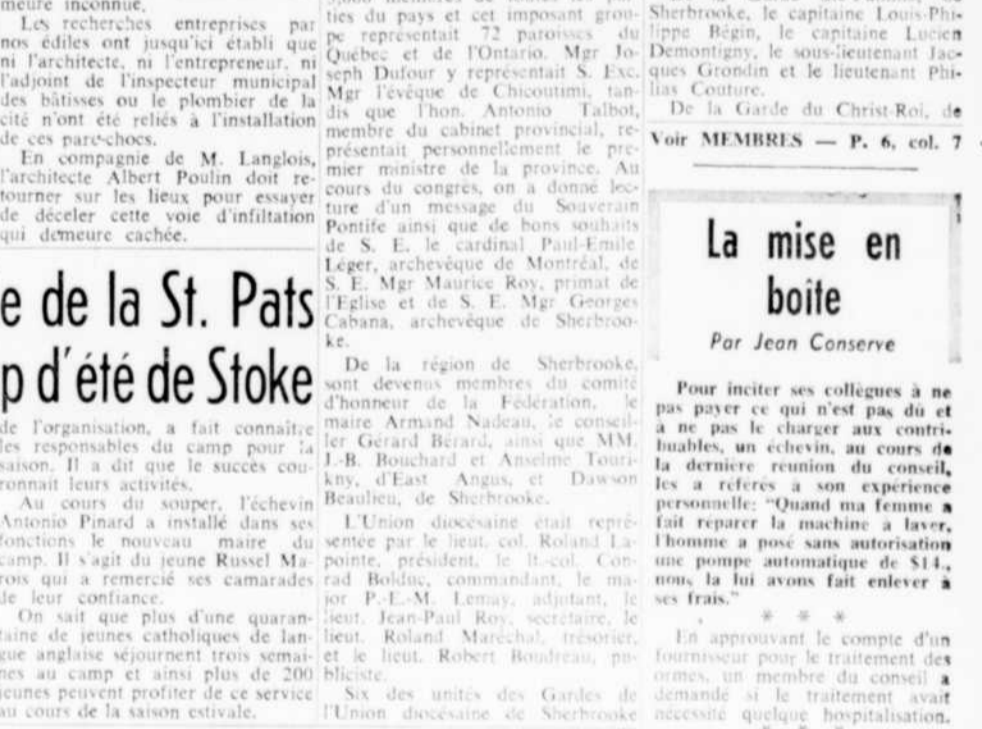 meure inconnue.
Les recherches entreprises par
nos édiles ont jusqu'ici établi que
ni l'architecte, ni l'entrepreneur, ni
l'adjoint de l'inspecteur municipal
des bâtisses ou le plombier de la
cité n'ont été reliés à l'installation
de ces pare-chocs.
En compagnie de M. Langlois,
l'architecte Albert Poulin doit re-
tourner sur les lieux pour essayer
de déceler cette voie d'infiltation
qui demeure cachée.
e de la St. Pats
p d'été de Stoke
de l'organisation, a fait connaître
les responsables du camp pour la
saison. Il a dit que le succès cou-
ronnait leurs activités.
Au cours du souper, l'échevin
Antonio Pinard a installé dans ses
fonctions le nouveau maire du
camp. Il s'agit du jeune Russel Ma-
rois qui a remercié ses camarades
de leur confiance.
On sait que plus d'une quaran-
taine de jeunes catholiques de lan-
gue anglaise séjournent trois semai-
nes au camp et ainsi plus de 200
jeunes peuvent profiter de ce service
au cours de la saison estivale.
ties du pays et cet imposant grou-
pe représentait 72 paroisses du
Québec et de l'Ontario. Mgr Jo-
seph Dufour y représentait S. Exc.
Mgr l'évêque de Chicoutimi, tan-
dis que l'hon. Antonio Talbot,
membre du cabinet provincial, re-
présentait personnellement le pre-
mier ministre de la province. Au
cours du congrès, on a donné lec-
ture d'un message du Souverain
Pontife ainsi que de bons souhaits
de S. E. le cardinal Paul-Emile
Léger, archevêque de Montréal, de
S. E. Mgr Maurice Roy, primat de
l'Eglise et de S. E. Mgr Georges
Cabana, archevêque de Sherbroo-
ke.
De la région de Sherbrooke,
sont devenus membres du comité
d'honneur de la Fédération, le
maire Armand Nadeau, le conseil-
ler Gérard Bérard, ainsi que MM.
J.-B. Bouchard et Anselme Touri-
kny, d'East Angus, et Dawson
Beaulieu, de Sherbrooke.
L'Union diocésaine était repré-
sentée par le lieut. col. Roland La-
pointe, président, le lt-col. Con-
rad Bolduc, commandant, le ma-
jor P.-E.-M. Lemay, adjutant, le
lieut. Jean-Paul Roy, secrétaire, le
lieut. Roland Maréchal, trésorier,
et le lieut. Robert Boudreau, pu-
bliciste.
Six des unités des Gardes de
l'Union diocésaine de Sherbrooke
Sherbrooke, le capitaine Louis-Phi-
lippe Bégin, le capitaine Lucien
Demontigny, le sous-lieutenant Jac-
ques Grondin et le lieutenant Phi-
lias Couture.
De la Garde du Christ-Roi, de
Voir MEMBRES — P. 6, col. 7
La mise en
boîte
Par Jean Conserve
Pour inciter ses collègues à ne
pas payer ce qui n'est pas dû et
à ne pas le charger aux contri-
buables, un échevin, au cours de
la dernière réunion du conseil,
les a référés à son expérience
personnelle: "Quand ma femme a
fait réparer la machine à laver,
l'homme a posé sans autorisation
une pompe automatique de $14.,
nous la lui avons fait enlever à
ses frais."
* * *
En approuvant le compte d'un
fournisseur pour le traitement des
ormes, un membre du conseil a
demandé si le traitement avait
nécessité quelque hospitalisation.